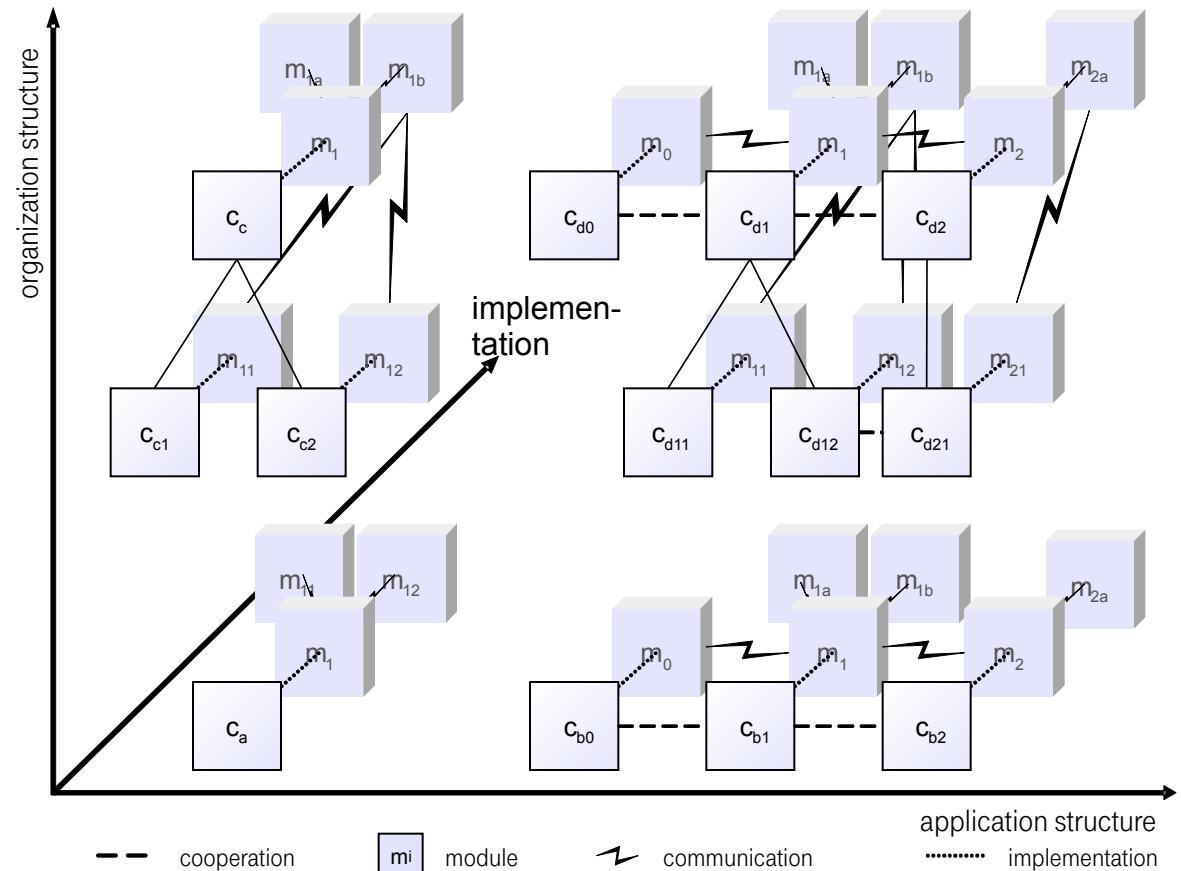 organization structure
m1a
m1b
m1a
m1b
m2a
m1
m0
m1
m2
cc
cd0
cd1
cd2
implemen-
tation
m11
m12
m11
m12
m21
cc1
cc2
cd11
cd12
cd21
m11
m12
m1a
m1b
m2a
m1
m0
m1
m2
ca
cb0
cb1
cb2
application structure
cooperation
mi
module
communication
implementation